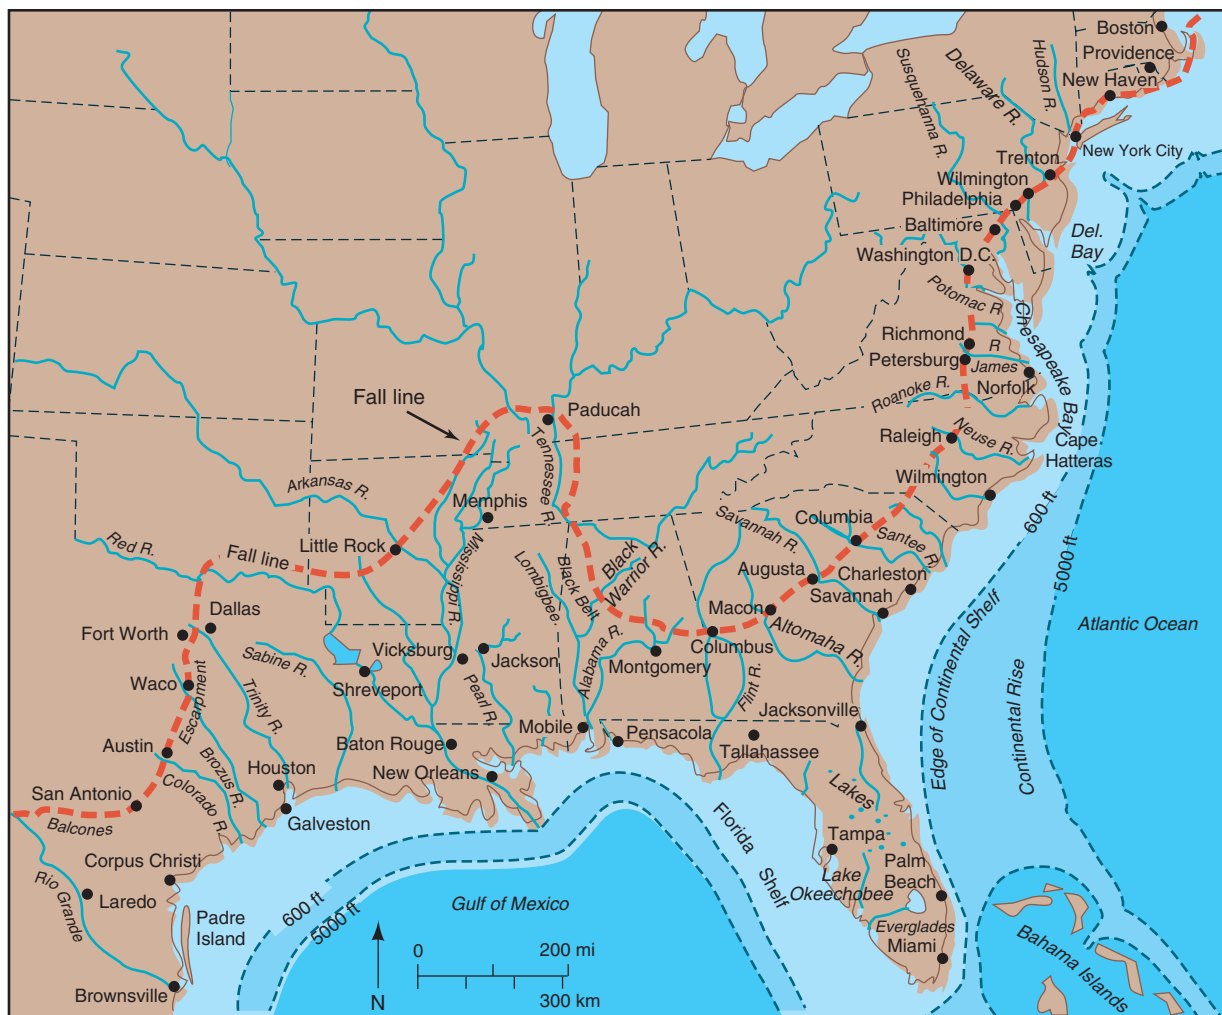 Boston
Providence
New Haven
Hudson R.
Delaware R.
Susquehanna R.
New York City
Trenton
Wilmington
Philadelphia
Baltimore
Del.
Bay
Washington D.C.
Potomac R
Chesapeake Bay
Richmond
R
Petersburg
James
Norfolk
Roanoke R.
Fall line
Paducah
Raleigh
Neuse R.
Cape
Hatteras
Tennessee R.
Wilmington
Arkansas R.
Memphis
600 ft
5000 ft
Savannah R.
Columbia
Santee R.
Red R.
Fall line
Little Rock
Mississippi R.
Lombigbee.
Black Belt
Black
Warrior R.
Augusta
Charleston
Savannah
Dallas
Fort Worth
Macon
Altomaha R.
Edge of Continental Shelf
Continental Rise
Atlantic Ocean
Sabine R.
Vicksburg
Jackson
Alabama R.
Montgomery
Columbus
Waco
Escarpment
Trinity R.
Shreveport
Pearl R.
Flint R.
Jacksonville
Austin
Brozus R.
Baton Rouge
Mobile
Pensacola
Tallahassee
Houston
New Orleans
San Antonio
Colorado R.
Balcones
Galveston
Lakes
Florida
Shelf
Tampa
Corpus Christi
Palm
Beach
Lake
Okeechobee
Rio Grande
Laredo
Padre
Island
600 ft
5000 ft
Gulf of Mexico
Everglades
Miami
Bahama Islands
0
200 mi
300 km
N
Brownsville